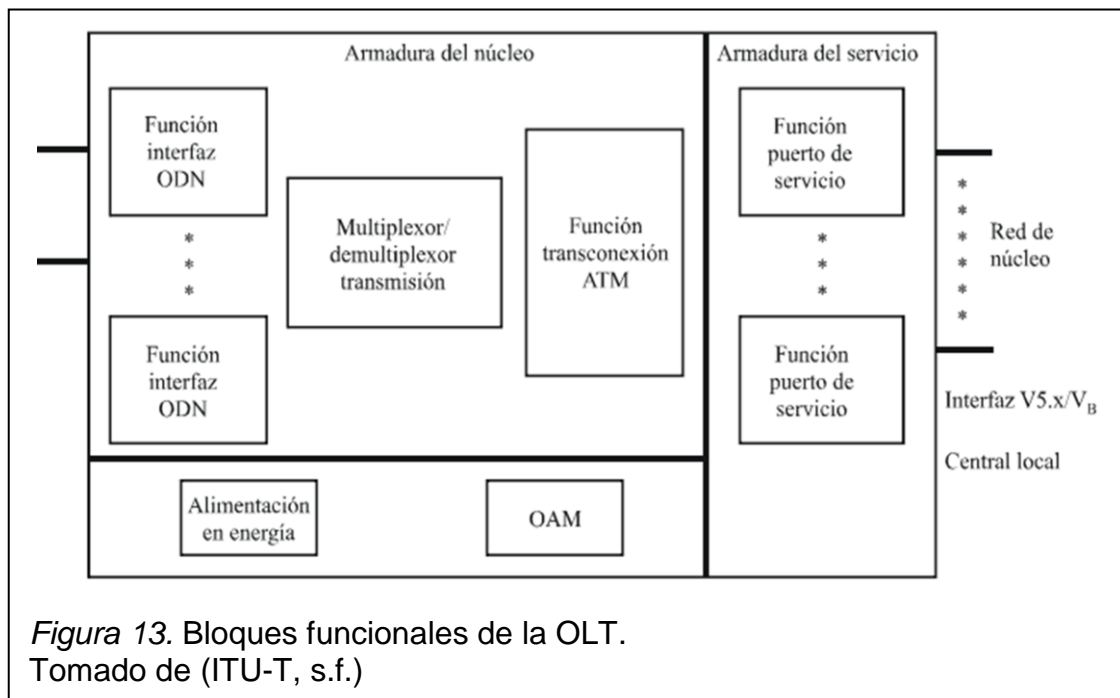 Armadura del núcleo
Armadura del servicio
Función
interfaz
ODN
*
*
*
Función
interfaz
ODN
Multiplexor/
demultiplexor
transmisión
Función
transconexión
ATM
Función
puerto de
servicio
*
*
*
Función
puerto de
servicio
*
*
*
*
*
*
Red de
núcleo
Interfaz V5.x/VB
Central local
Alimentación
en energía
OAM
Figura 13. Bloques funcionales de la OLT.
Tomado de (ITU-T, s.f.)